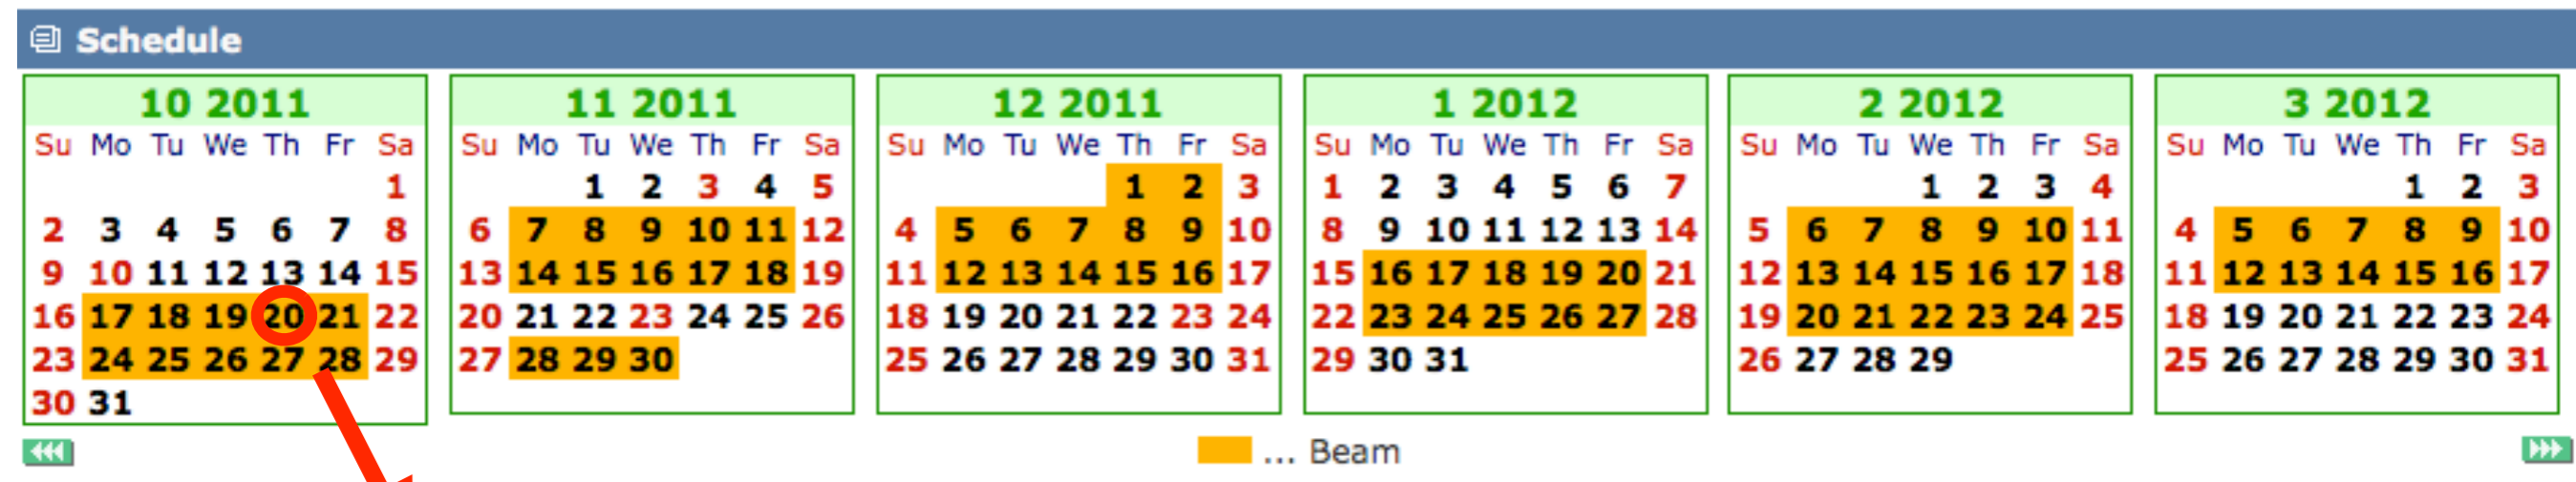 Schedule
10 2011 11 2011 12 2011 1 2012 2 2012 3 2012
Su Mo Tu We Th Fr Sa Su Mo Tu We Th Fr Sa Su Mo Tu We Th Fr Sa Su Mo Tu We Th Fr Sa Su Mo Tu We Th Fr Sa Su Mo Tu We Th Fr Sa
1 1 2 3 4 5 1 2 3 1 2 3 4 5 6 7 1 2 3 4 1 2 3
2 3 4 5 6 7 8 6 7 8 9 10 11 12 4 5 6 7 8 9 10 8 9 10 11 12 13 14 5 6 7 8 9 10 11 4 5 6 7 8 9 10
9 10 11 12 13 14 15 13 14 15 16 17 18 19 11 12 13 14 15 16 17 15 16 17 18 19 20 21 12 13 14 15 16 17 18 11 12 13 14 15 16 17
16 17 18 19 20 21 22 20 21 22 23 24 25 26 18 19 20 21 22 23 24 22 23 24 25 26 27 28 19 20 21 22 23 24 25 18 19 20 21 22 23 24
23 24 25 26 27 28 29 27 28 29 30 25 26 27 28 29 30 31 29 30 31 26 27 28 29 25 26 27 28 29 30 31
30 31
... Beam